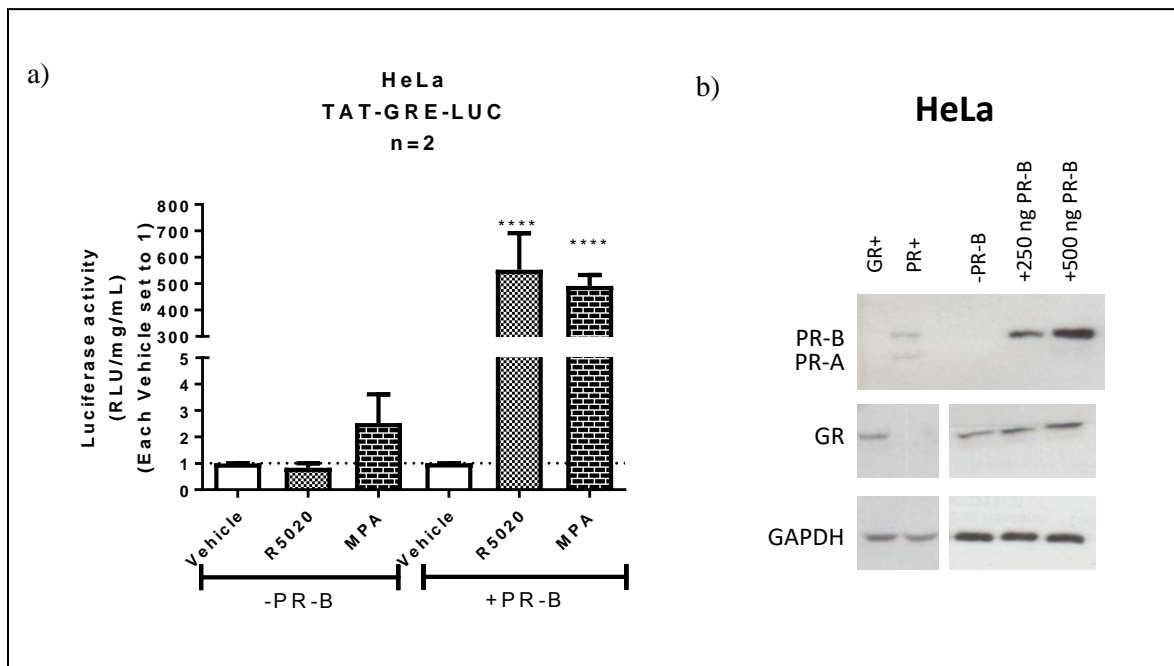 a)
HeLa
TAT-GRE-LUC
n=2
Luciferase activity
(RLU/mg/mL)
(Each Vehicle set to 1)
800
700
600
500
400
300
5
4
3
2
1
0
****
****
Vehicle
R5020
MPA
Vehicle
R5020
MPA
-PR-B
+PR-B
b)
HeLa
GR+
PR+
-PR-B
+250 ng PR-B
+500 ng PR-B
PR-B
PR-A
GR
GAPDH